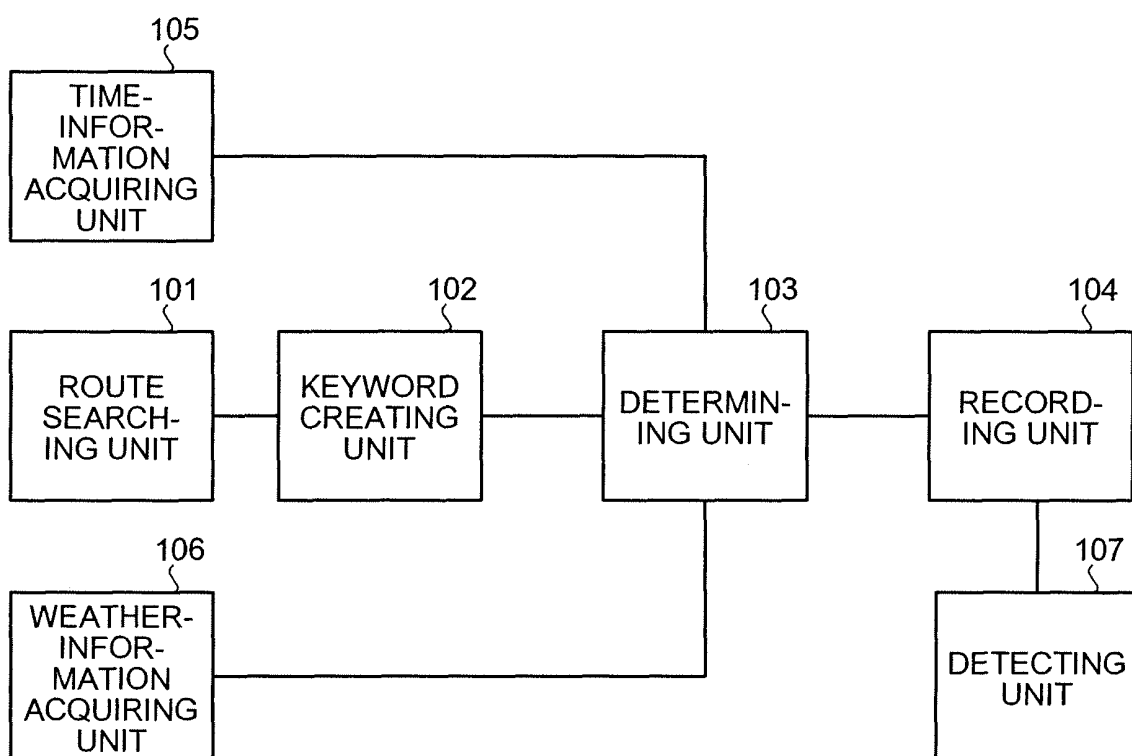 105
TIME-
INFOR-
MATION
ACQUIRING
UNIT
101
ROUTE
SEARCH-
ING UNIT
102
KEYWORD
CREATING
UNIT
103
DETERMIN-
ING UNIT
104
RECORD-
ING UNIT
106
WEATHER-
INFOR-
MATION
ACQUIRING
UNIT
107
DETECTING
UNIT